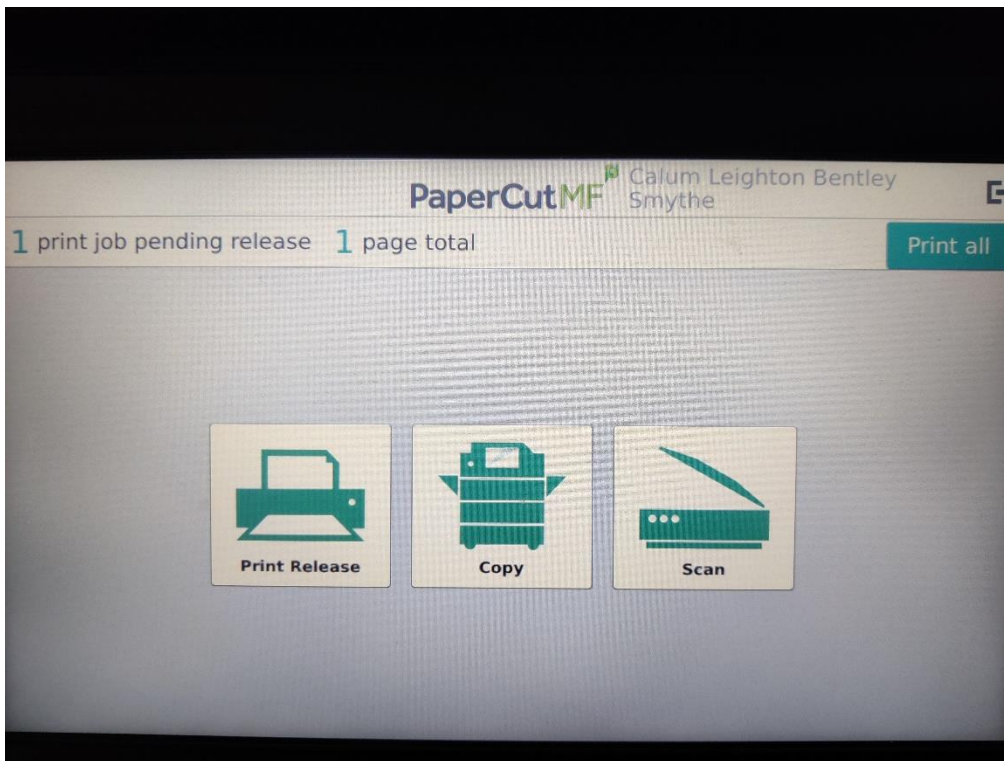 PaperCutMF
Calum Leighton Bentley
Smythe
1 print job pending release 1 page total
Print all
Print Release
Copy
Scan